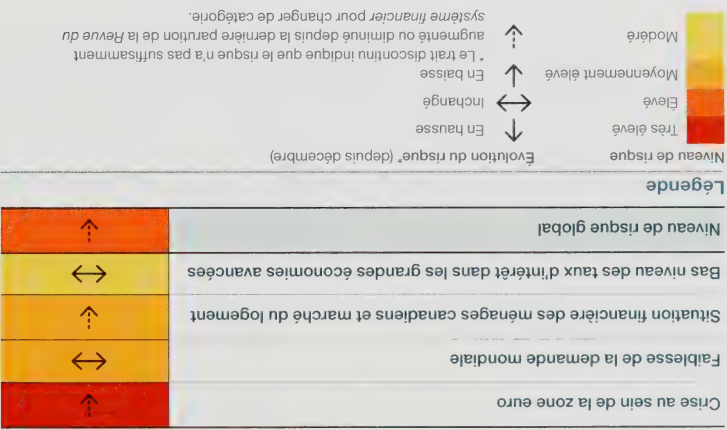 Crise au sein de la zone euro
Faiblesse de la demande mondiale
Situation financière des ménages canadiens et marché du logement
Bas niveau des taux d'intérêt dans les grandes économies avancées
Niveau de risque global
Légende
Niveau de risque
Très élevé
Élevé
Moyennement élevé
Modéré
Évolution du risque* (depuis décembre)
En hausse
Inchangé
En baisse
* Le trait discontinu indique que le risque n'a pas suffisamment
augmenté ou diminué depuis la dernière parution de la Revue du
système financier pour changer de catégorie.